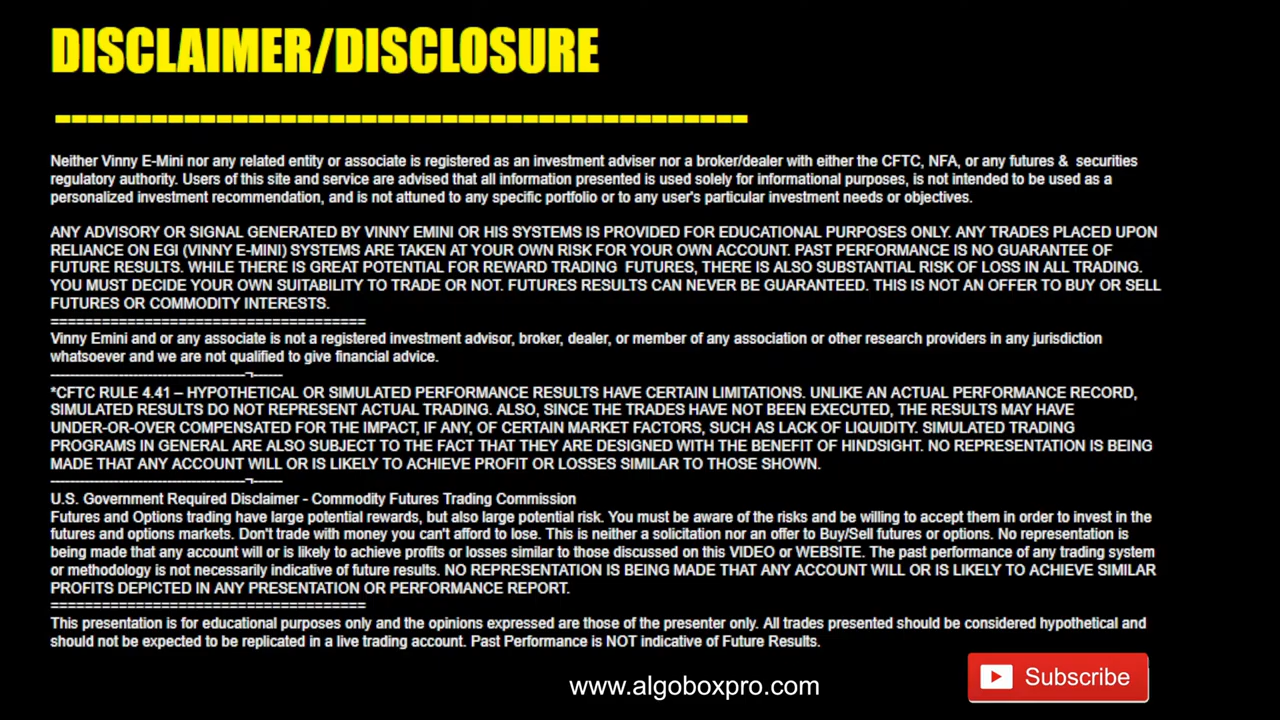 DISCLAIMER/DISCLOSURE
-------------------------------------------
Neither Vinny E-Mini nor any related entity or associate is registered as an investment adviser nor a broker/dealer with either the CFTC, NFA, or any futures & securities
regulatory authority. Users of this site and service are advised that all information presented is used solely for informational purposes, is not intended to be used as a
personalized investment recommendation, and is not attuned to any specific portfolio or to any user's particular investment needs or objectives.
ANY ADVISORY OR SIGNAL GENERATED BY VINNY EMINI OR HIS SYSTEMS IS PROVIDED FOR EDUCATIONAL PURPOSES ONLY. ANY TRADES PLACED UPON
RELIANCE ON EGI (VINNY E-MINI) SYSTEMS ARE TAKEN AT YOUR OWN RISK FOR YOUR OWN ACCOUNT. PAST PERFORMANCE IS NO GUARANTEE OF
FUTURE RESULTS. WHILE THERE IS GREAT POTENTIAL FOR REWARD TRADING FUTURES, THERE IS ALSO SUBSTANTIAL RISK OF LOSS IN ALL TRADING.
YOU MUST DECIDE YOUR OWN SUITABILITY TO TRADE OR NOT. FUTURES RESULTS CAN NEVER BE GUARANTEED. THIS IS NOT AN OFFER TO BUY OR SELL
FUTURES OR COMMODITY INTERESTS.
=====================================
Vinny Emini and or any associate is not a registered investment advisor, broker, dealer, or member of any association or other research providers in any jurisdiction
whatsoever and we are not qualified to give financial advice.
------------------------------------------¬------
*CFTC RULE 4.41 – HYPOTHETICAL OR SIMULATED PERFORMANCE RESULTS HAVE CERTAIN LIMITATIONS. UNLIKE AN ACTUAL PERFORMANCE RECORD,
SIMULATED RESULTS DO NOT REPRESENT ACTUAL TRADING. ALSO, SINCE THE TRADES HAVE NOT BEEN EXECUTED, THE RESULTS MAY HAVE
UNDER-OR-OVER COMPENSATED FOR THE IMPACT, IF ANY, OF CERTAIN MARKET FACTORS, SUCH AS LACK OF LIQUIDITY. SIMULATED TRADING
PROGRAMS IN GENERAL ARE ALSO SUBJECT TO THE FACT THAT THEY ARE DESIGNED WITH THE BENEFIT OF HINDSIGHT. NO REPRESENTATION IS BEING
MADE THAT ANY ACCOUNT WILL OR IS LIKELY TO ACHIEVE PROFIT OR LOSSES SIMILAR TO THOSE SHOWN.
------------------------------------------¬------
U.S. Government Required Disclaimer - Commodity Futures Trading Commission
Futures and Options trading have large potential rewards, but also large potential risk. You must be aware of the risks and be willing to accept them in order to invest in the
futures and options markets. Don't trade with money you can't afford to lose. This is neither a solicitation nor an offer to Buy/Sell futures or options. No representation is
being made that any account will or is likely to achieve profits or losses similar to those discussed on this VIDEO or WEBSITE. The past performance of any trading system
or methodology is not necessarily indicative of future results. NO REPRESENTATION IS BEING MADE THAT ANY ACCOUNT WILL OR IS LIKELY TO ACHIEVE SIMILAR
PROFITS DEPICTED IN ANY PRESENTATION OR PERFORMANCE REPORT.
=====================================
This presentation is for educational purposes only and the opinions expressed are those of the presenter only. All trades presented should be considered hypothetical and
should not be expected to be replicated in a live trading account. Past Performance is NOT indicative of Future Results.
www.algoboxpro.com
Subscribe